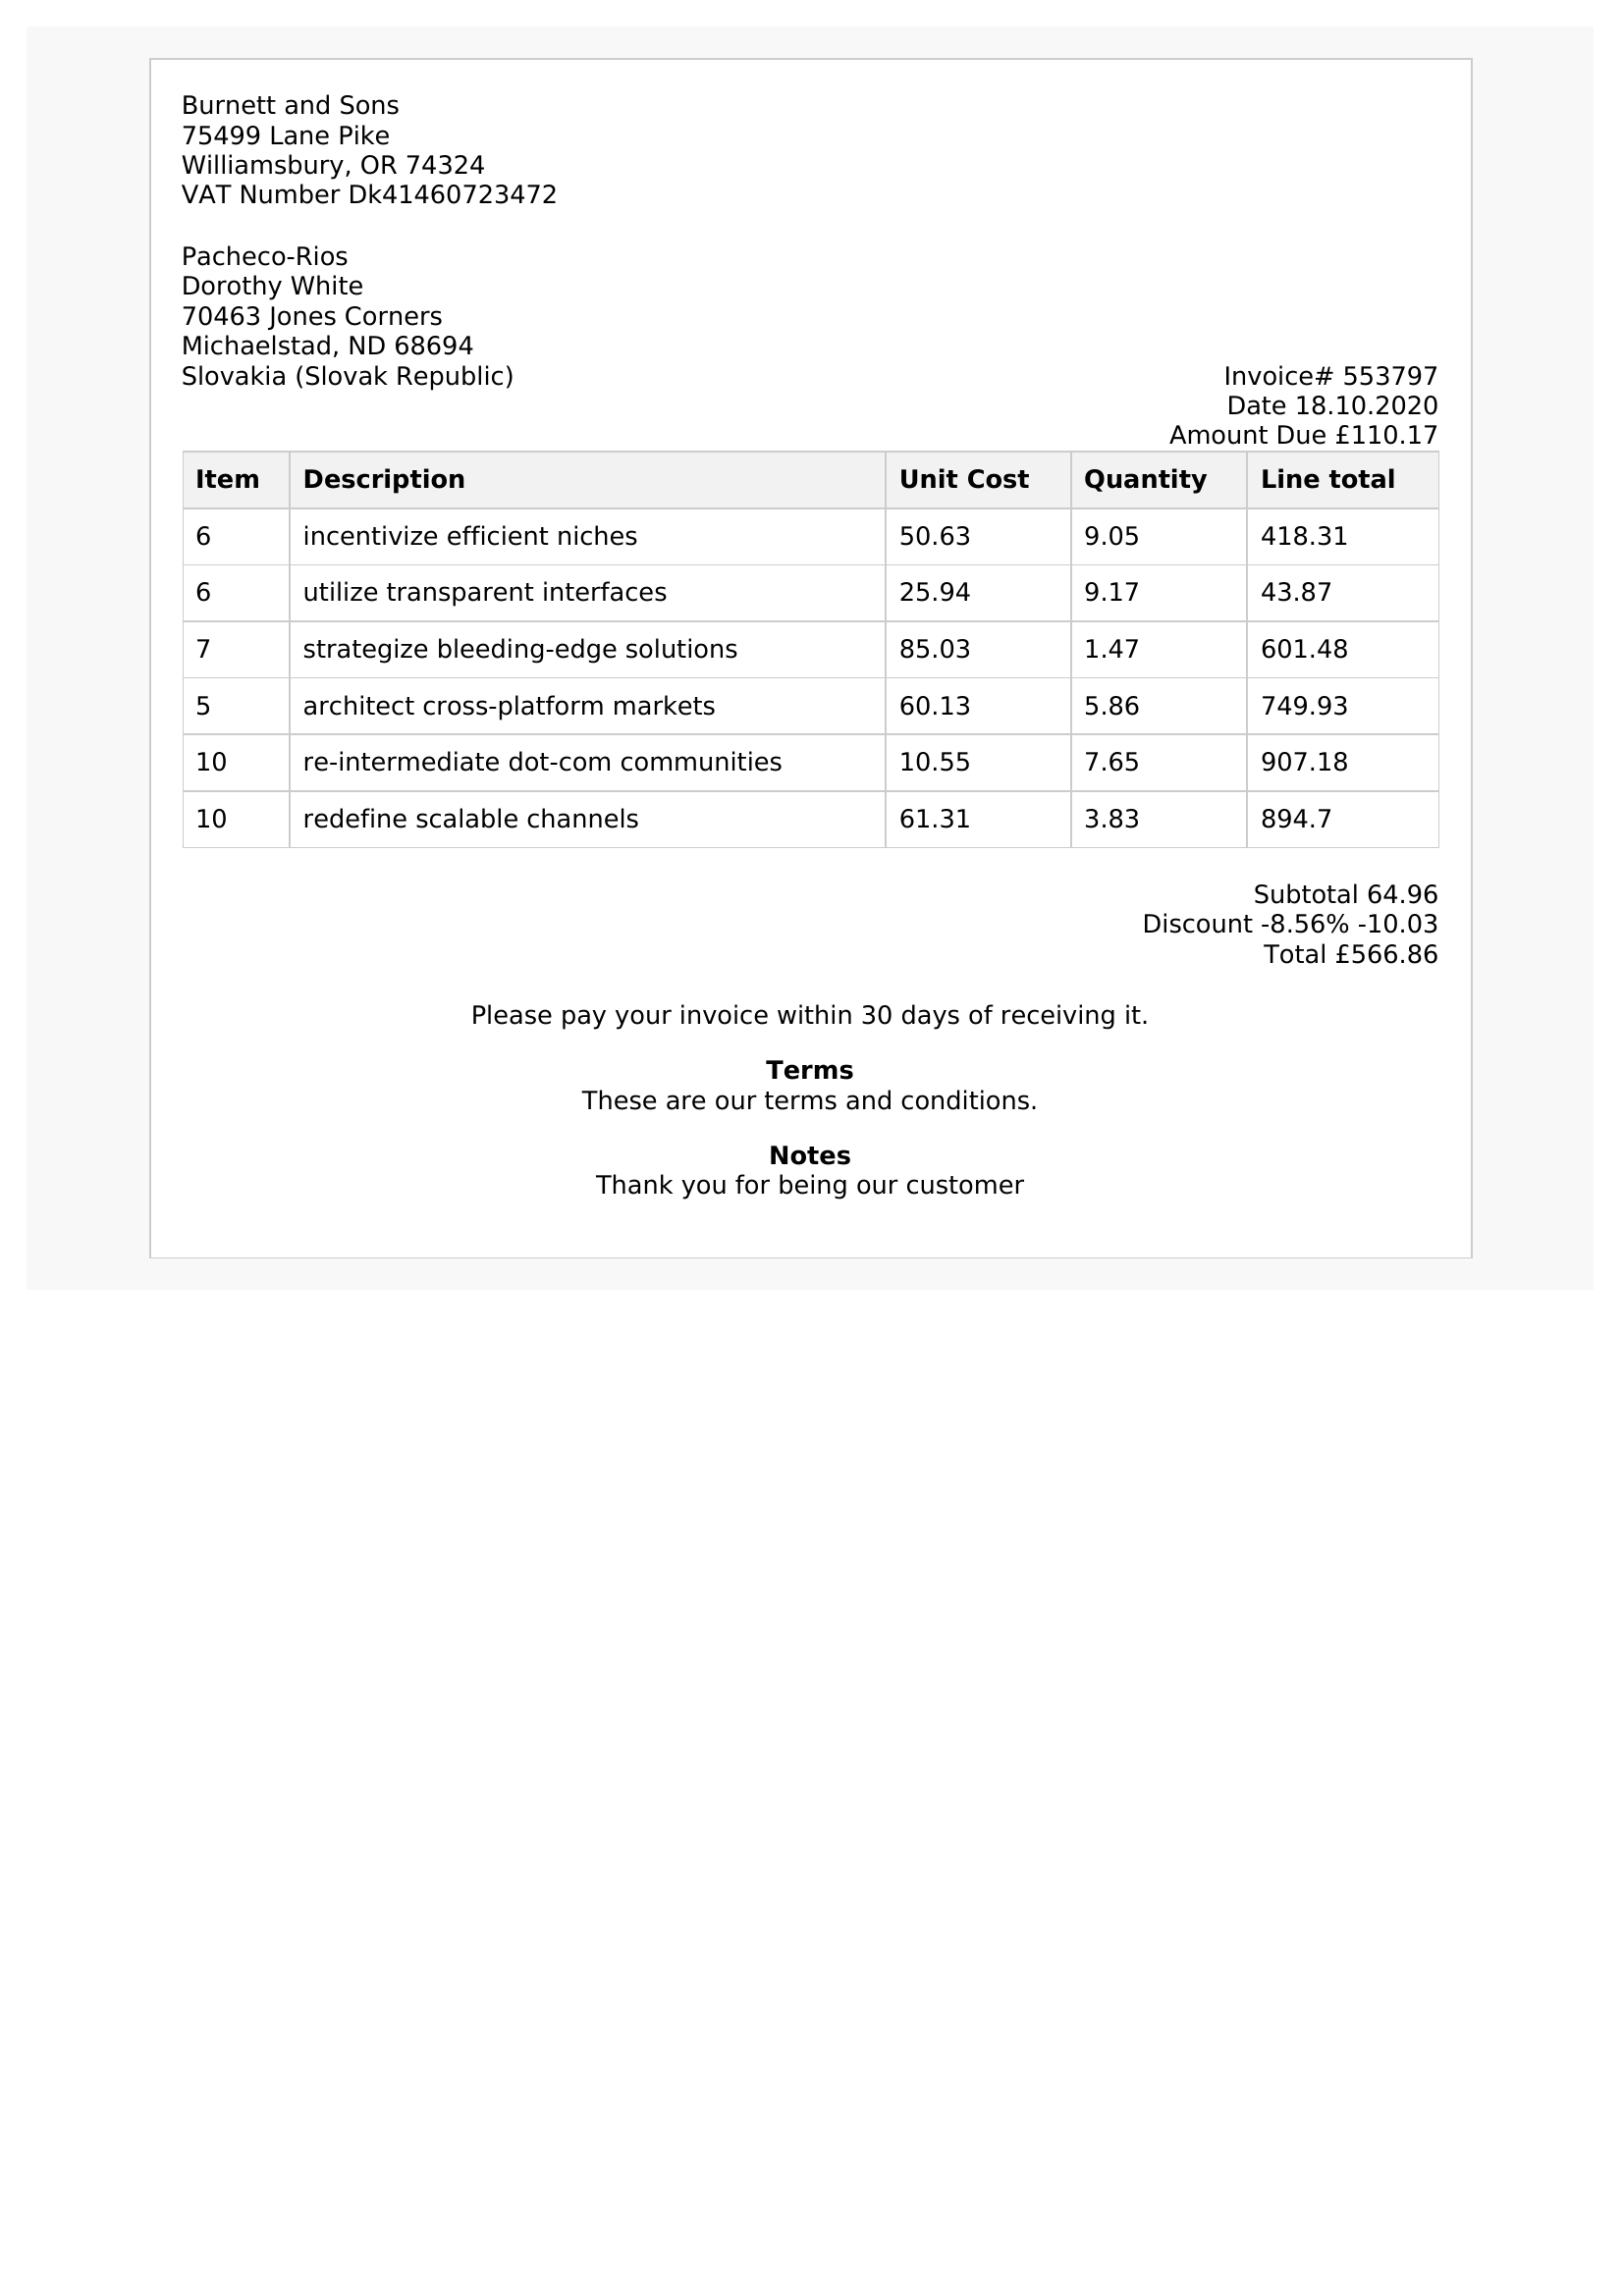 Burnett and Sons
75499 Lane Pike
Williamsbury, OR 74324
VAT Number Dk41460723472
Pacheco-Rios
Dorothy White
70463 Jones Corners
Michaelstad, ND 68694
Slovakia (Slovak Republic)
Invoice# 553797
Date 18.10.2020
Amount Due £110.17
Item Description Unit Cost Quantity Line total
6 incentivize efficient niches 50.63 9.05 418.31
6 utilize transparent interfaces 25.94 9.17 43.87
7 strategize bleeding-edge solutions 85.03 1.47 601.48
5 architect cross-platform markets 60.13 5.86 749.93
10 re-intermediate dot-com communities 10.55 7.65 907.18
10 redefine scalable channels 61.31 3.83 894.7
Subtotal 64.96
Discount -8.56% -10.03
Total £566.86
Please pay your invoice within 30 days of receiving it.
Terms
These are our terms and conditions.
Notes
Thank you for being our customer